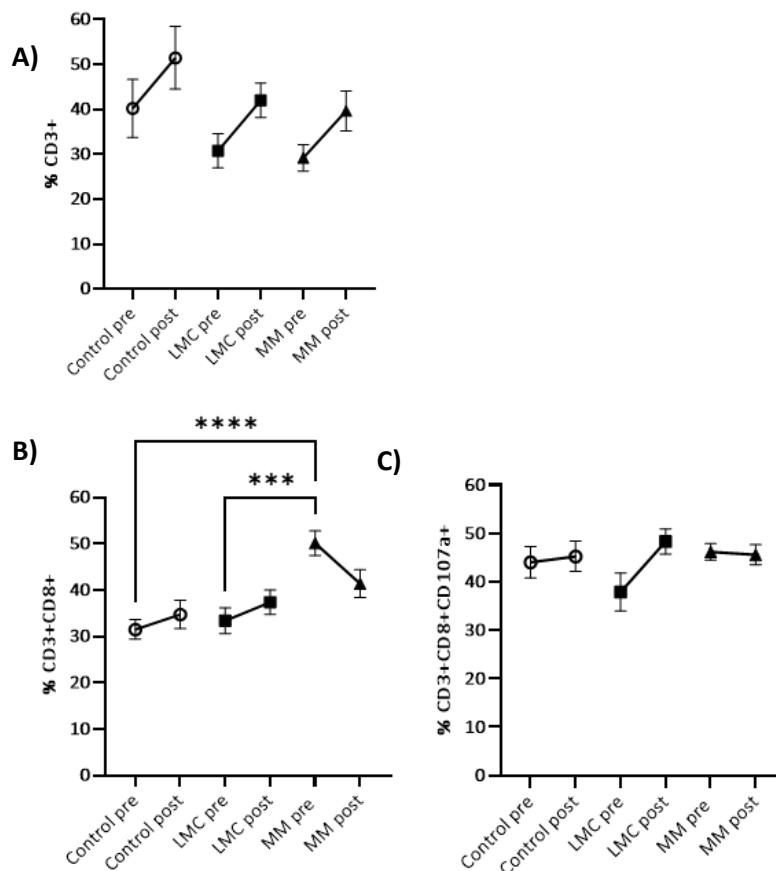 A)
% CD3+
60
50
40
30
20
10
0
Control pre
Control post
LMC pre
LMC post
MM pre
MM post
B)
****
***
% CD3+CD8+
60
50
40
30
20
10
0
Control pre
Control post
LMC pre
LMC post
MM pre
MM post
C)
% CD3+CD8+CD107a+
60
50
40
30
20
10
0
Control pre
Control post
LMC pre
LMC post
MM pre
MM post